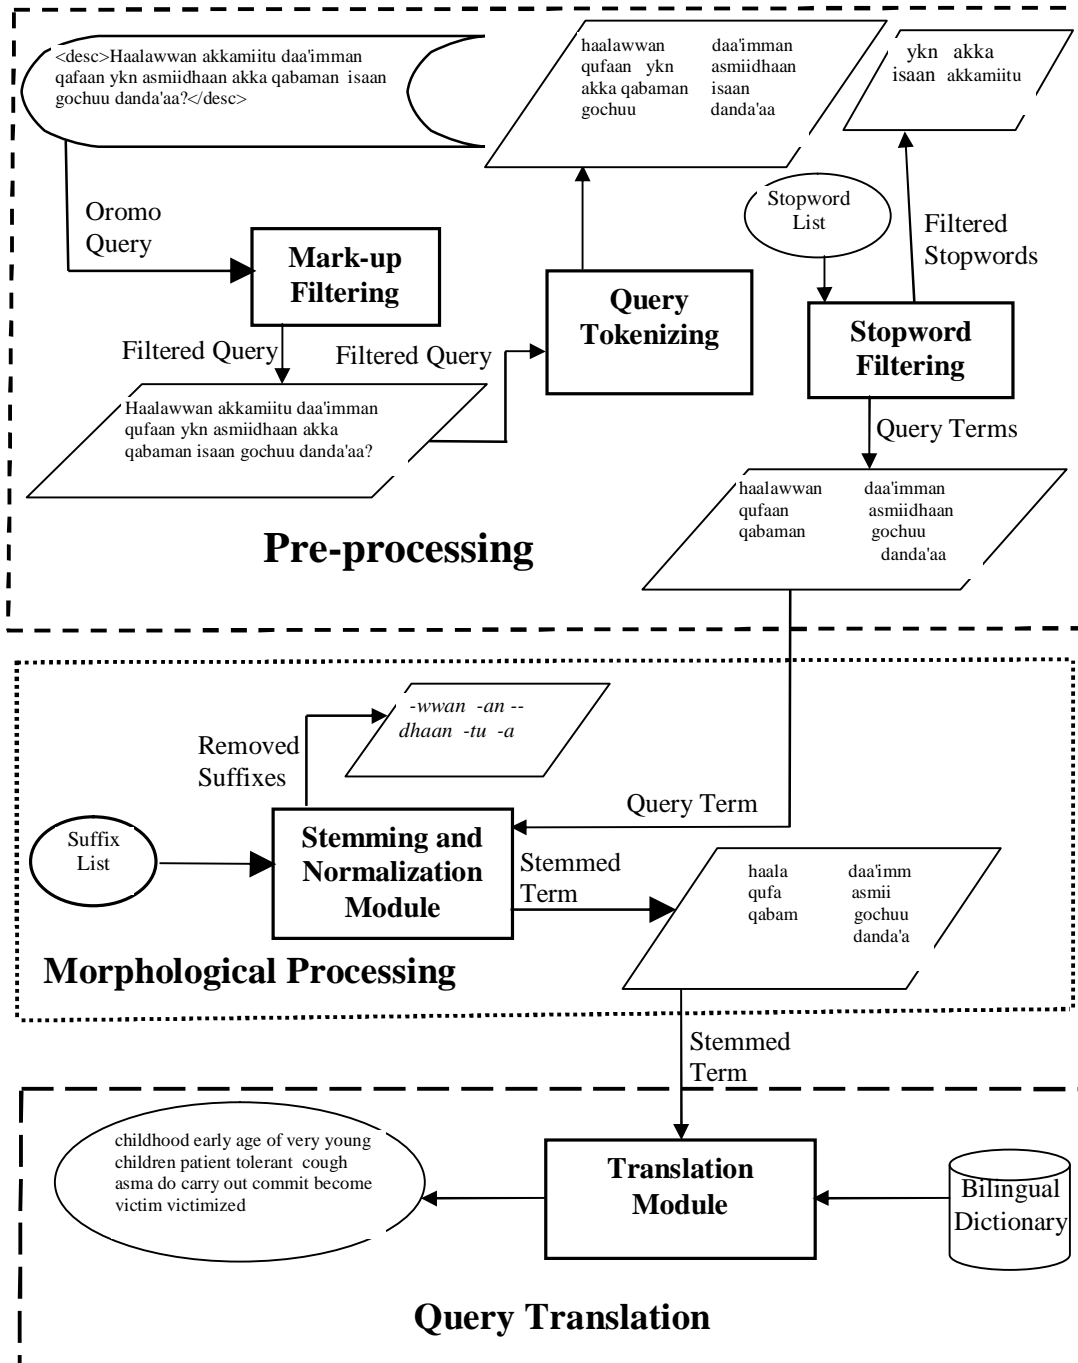 <desc>Haalawwan akkamiitu daa'imman
qafaan ykn asmiidhaan akka qabaman isaan
gochuu danda'aa?</desc>
haalawwan daa'imman
qufaan ykn asmiidhaan
akka qabaman isaan
gochuu danda'aa
ykn akka
isaan akkamiitu
Oromo
Query
Mark-up
Filtering
Query
Tokenizing
Stopword
List
Filtered
Stopwords
Stopword
Filtering
Filtered Query
Filtered Query
Haalawwan akkamiitu daa'imman
qufaan ykn asmiidhaan akka
qabaman isaan gochuu danda'aa?
Query Terms
haalawwan daa'imman
qufaan asmiidhaan
qabaman gochuu
danda'aa
Pre-processing
-wwan -an --
dhaan -tu -a
Removed
Suffixes
Query Term
Suffix
List
Stemming and
Normalization
Module
Stemmed
Term
haala daa'imm
qufa asmii
qabam gochuu
danda'a
Morphological Processing
Stemmed
Term
childhood early age of very young
children patient tolerant cough
asma do carry out commit become
victim victimized
Translation
Module
Bilingual
Dictionary
Query Translation